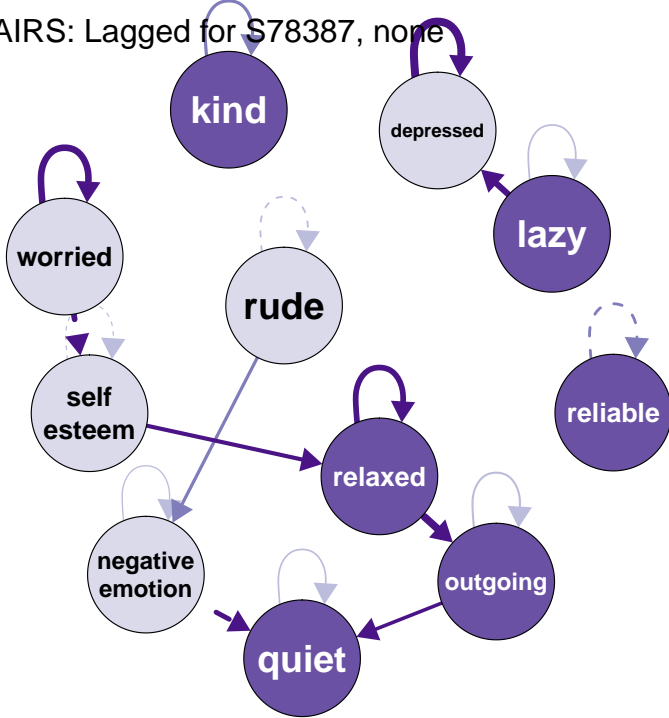 AIRS: Lagged for S78387, none
kind
depressed
lazy
worried
rude
self
esteem
reliable
relaxed
negative
emotion
outgoing
quiet